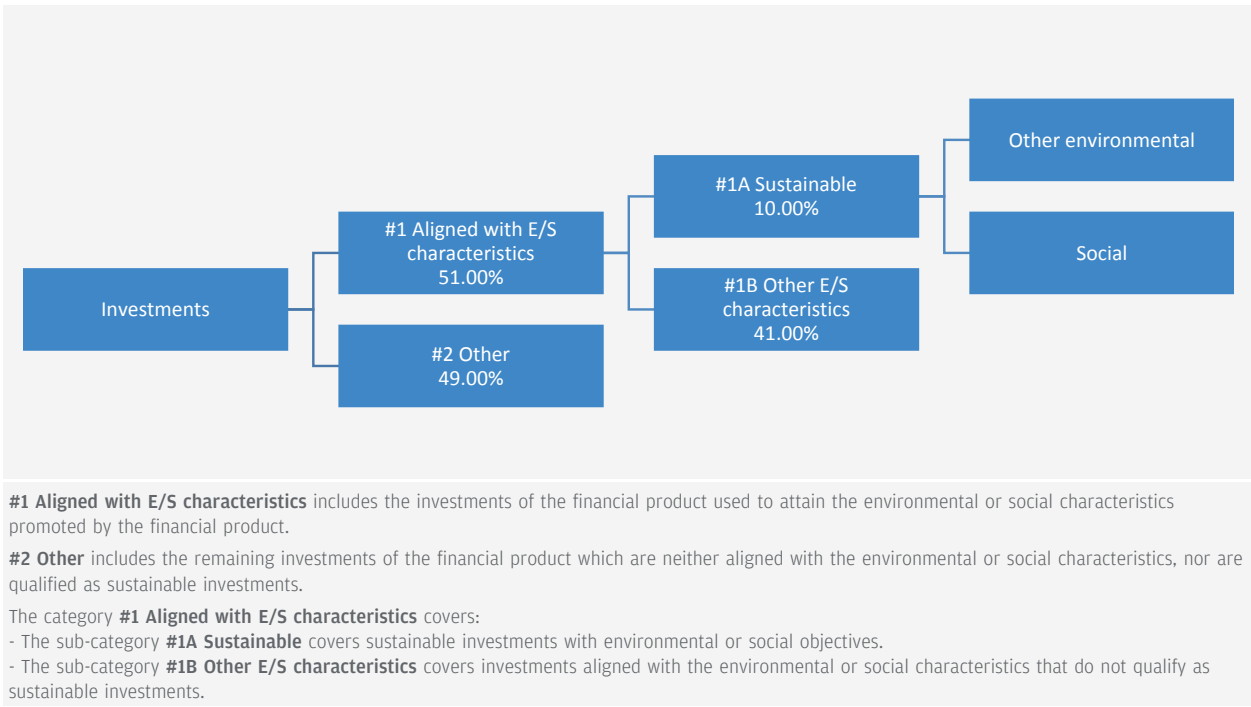 Investments
#1 Aligned with E/S
characteristics
51.00%
#2 Other
49.00%
#1A Sustainable
10.00%
#1B Other E/S
characteristics
41.00%
Other environmental
Social
#1 Aligned with E/S characteristics includes the investments of the financial product used to attain the environmental or social characteristics
promoted by the financial product.
#2 Other includes the remaining investments of the financial product which are neither aligned with the environmental or social characteristics, nor are
qualified as sustainable investments.
The category #1 Aligned with E/S characteristics covers:
- The sub-category #1A Sustainable covers sustainable investments with environmental or social objectives.
- The sub-category #1B Other E/S characteristics covers investments aligned with the environmental or social characteristics that do not qualify as
sustainable investments.